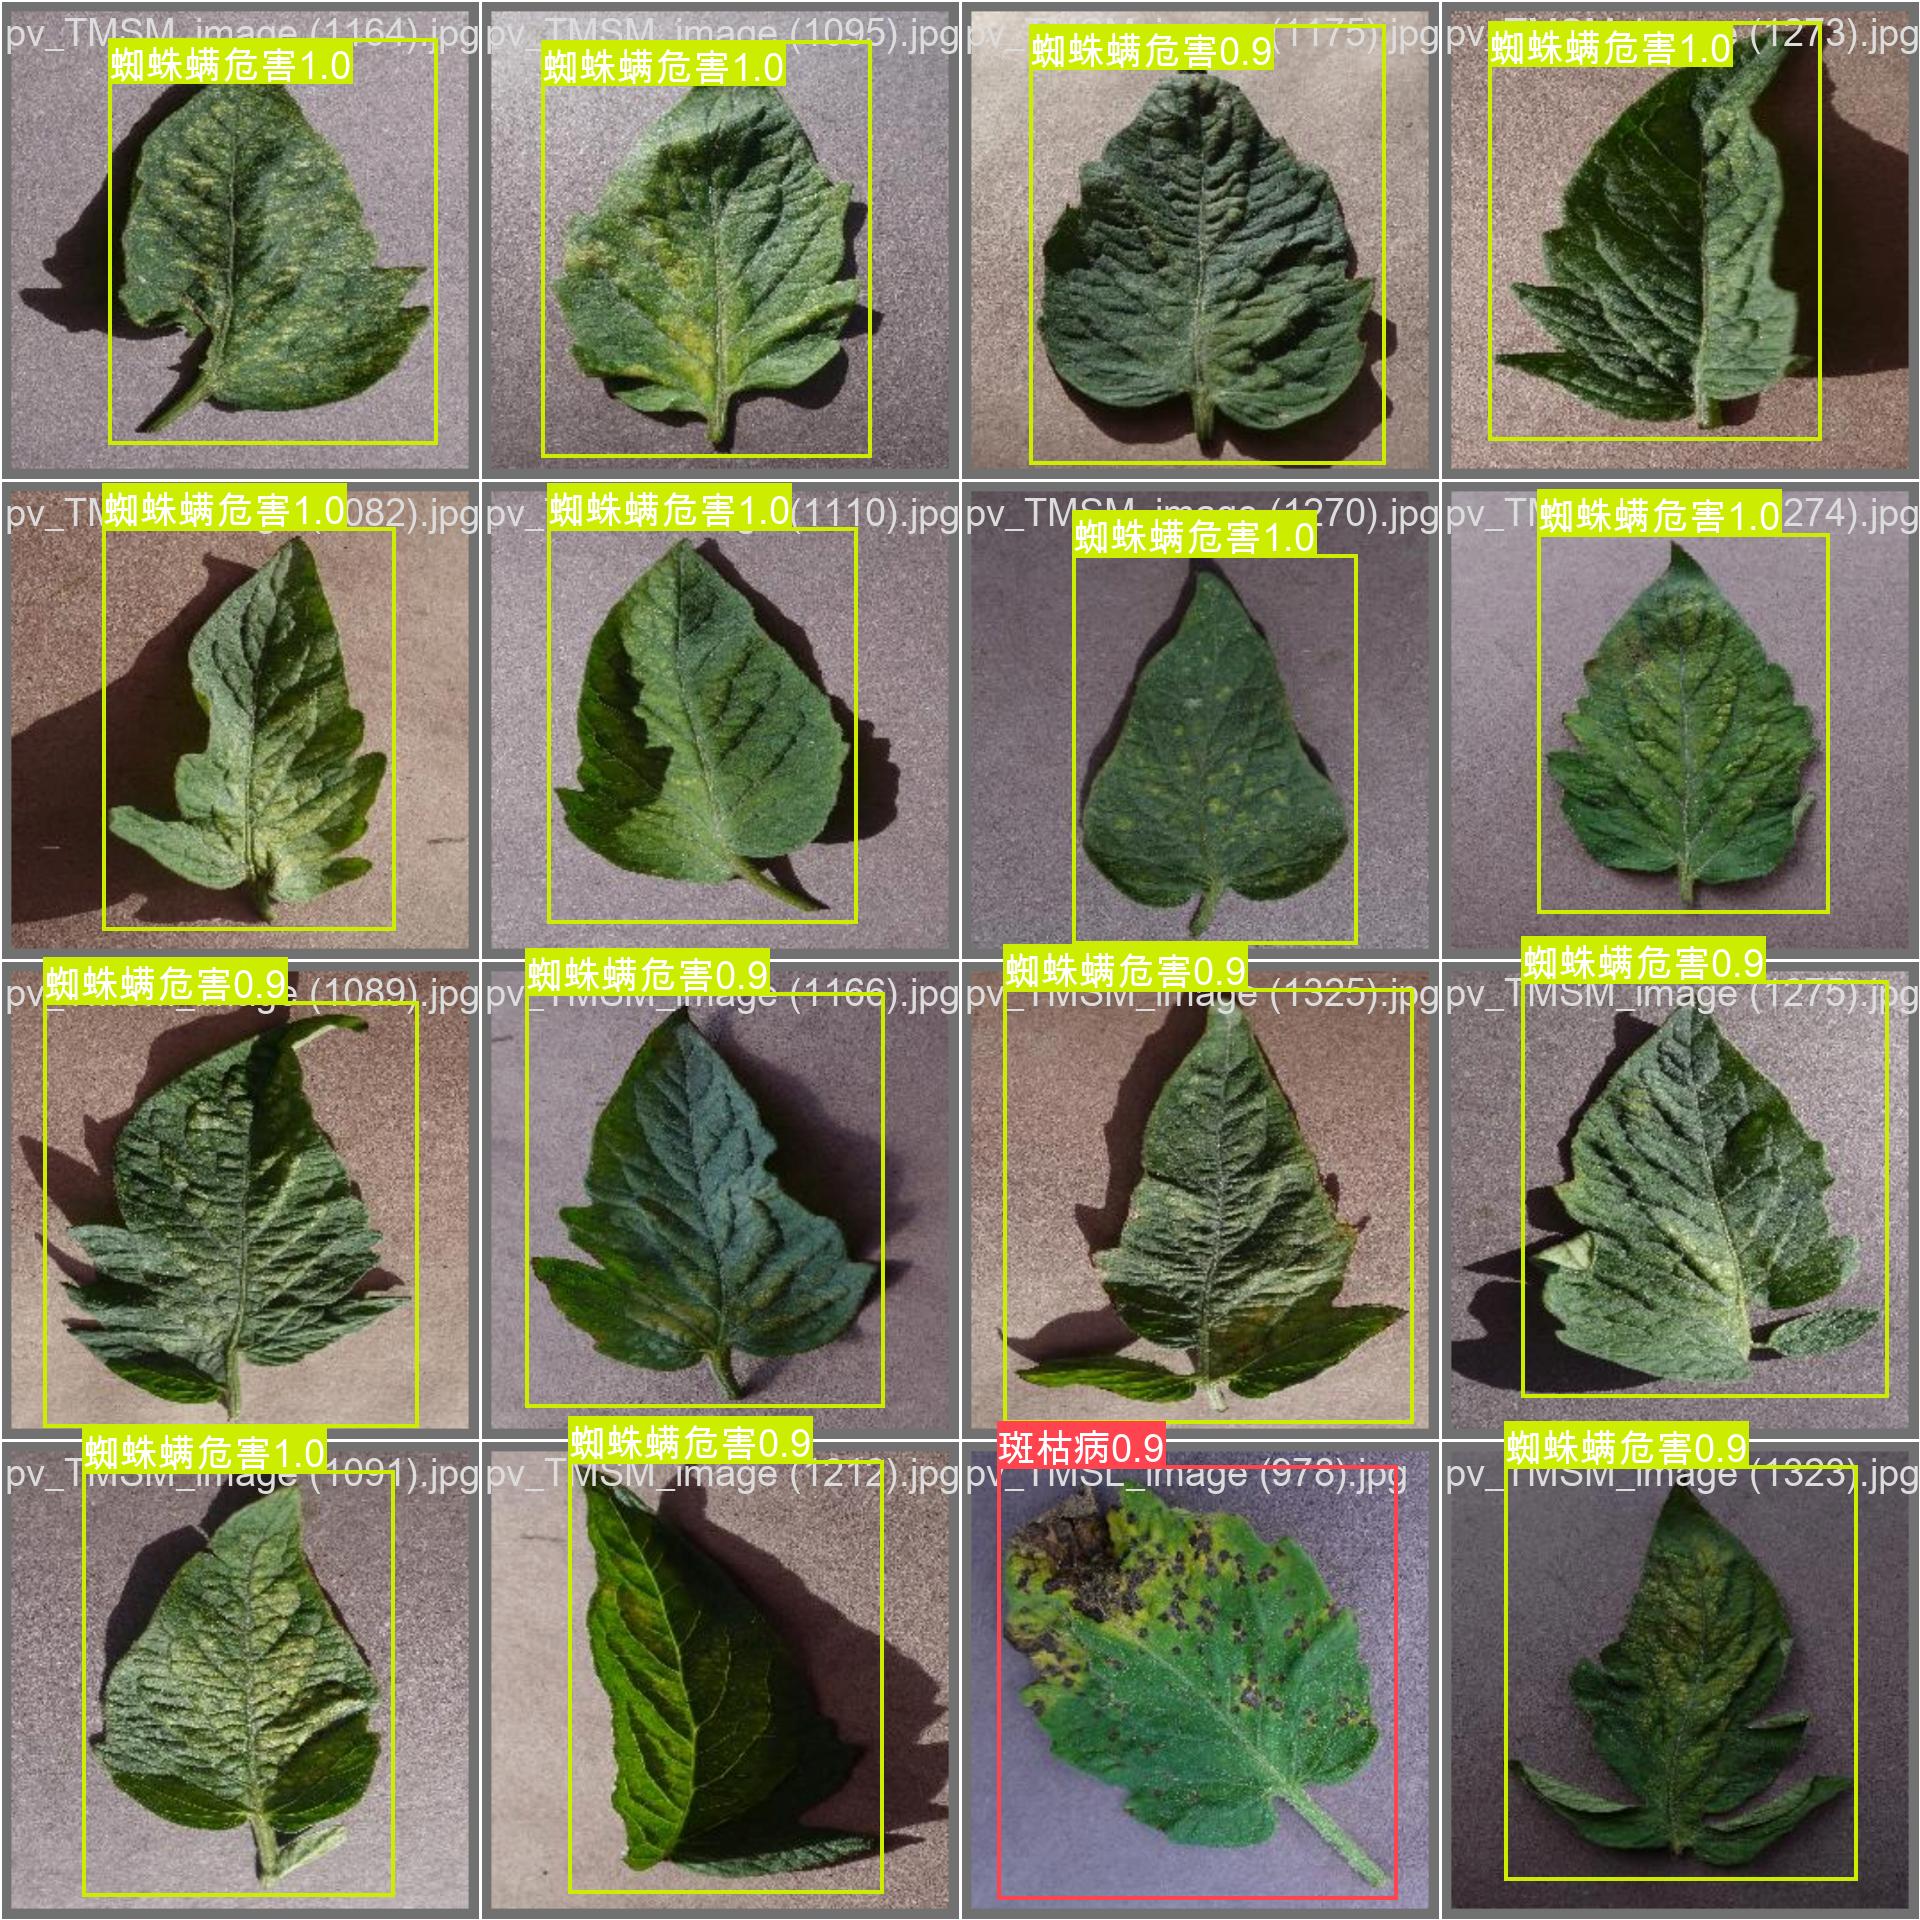 pv_TMSM_image (1164).jpg
蜘蛛螨危害1.0
pv_TMSM_image (1095).jpg
蜘蛛螨危害1.0
(1175).jpg
蜘蛛螨危害0.9
(1273).jpg
蜘蛛螨危害1.0
082).jpg
蜘蛛螨危害1.0
(1110).jpg
蜘蛛螨危害1.0
pv_TMSM_image (1270).jpg
蜘蛛螨危害1.0
274).jpg
蜘蛛螨危害1.0
蜘蛛螨危害0.9
(1089).jpg
蜘蛛螨危害0.9
pv_TMSM_image (1166).jpg
蜘蛛螨危害0.9
pv_TMSM_image (1325).jpg
蜘蛛螨危害0.9
pv_TMSM_image (1275).jpg
蜘蛛螨危害1.0
pv_TMSM_image (1091).jpg
蜘蛛螨危害0.9
pv_TMSM_image (1212).jpg
斑枯病0.9
pv_TMSL_image (978).jpg
蜘蛛螨危害0.9
pv_TMSM_image (1323).jpg